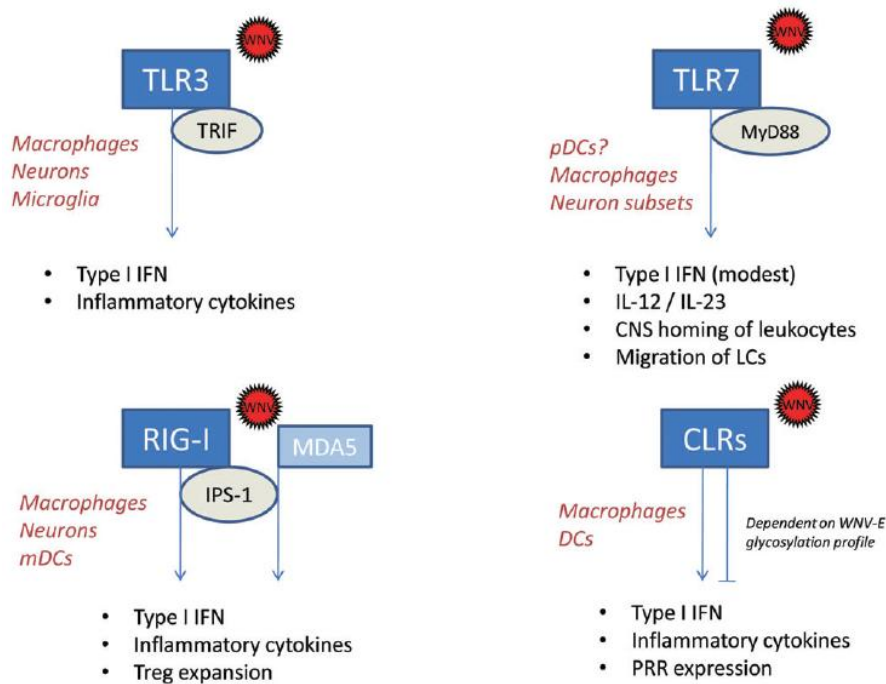 WNV
TLR3
TRIF
Macrophages
Neurons
Microglia
• Type I IFN
• Inflammatory cytokines
WNV
TLR7
MyD88
pDCs?
Macrophages
Neuron subsets
• Type I IFN (modest)
• IL-12 / IL-23
• CNS homing of leukocytes
• Migration of LCs
WNV
RIG-I
MDA5
IPS-1
Macrophages
Neurons
mDCs
• Type I IFN
• Inflammatory cytokines
• Treg expansion
WNV
CLRs
Macrophages
DCs
Dependent on WNV-E
glycosylation profile
• Type I IFN
• Inflammatory cytokines
• PRR expression